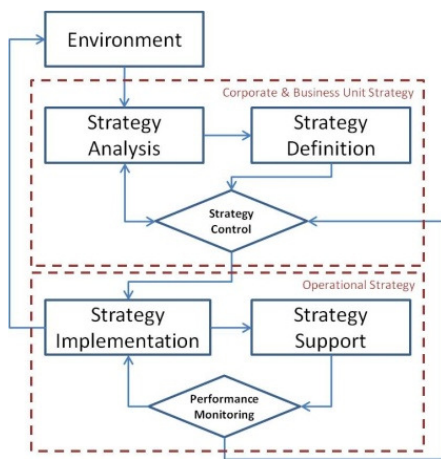 Environment
Corporate & Business Unit Strategy
Strategy
Analysis
Strategy
Definition
Strategy
Control
Operational Strategy
Strategy
Implementation
Strategy
Support
Performance
Monitoring